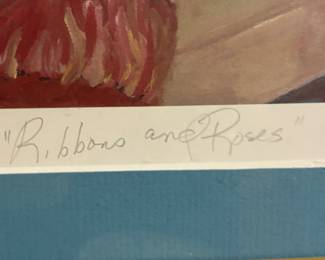 "Ribbons and Roses"